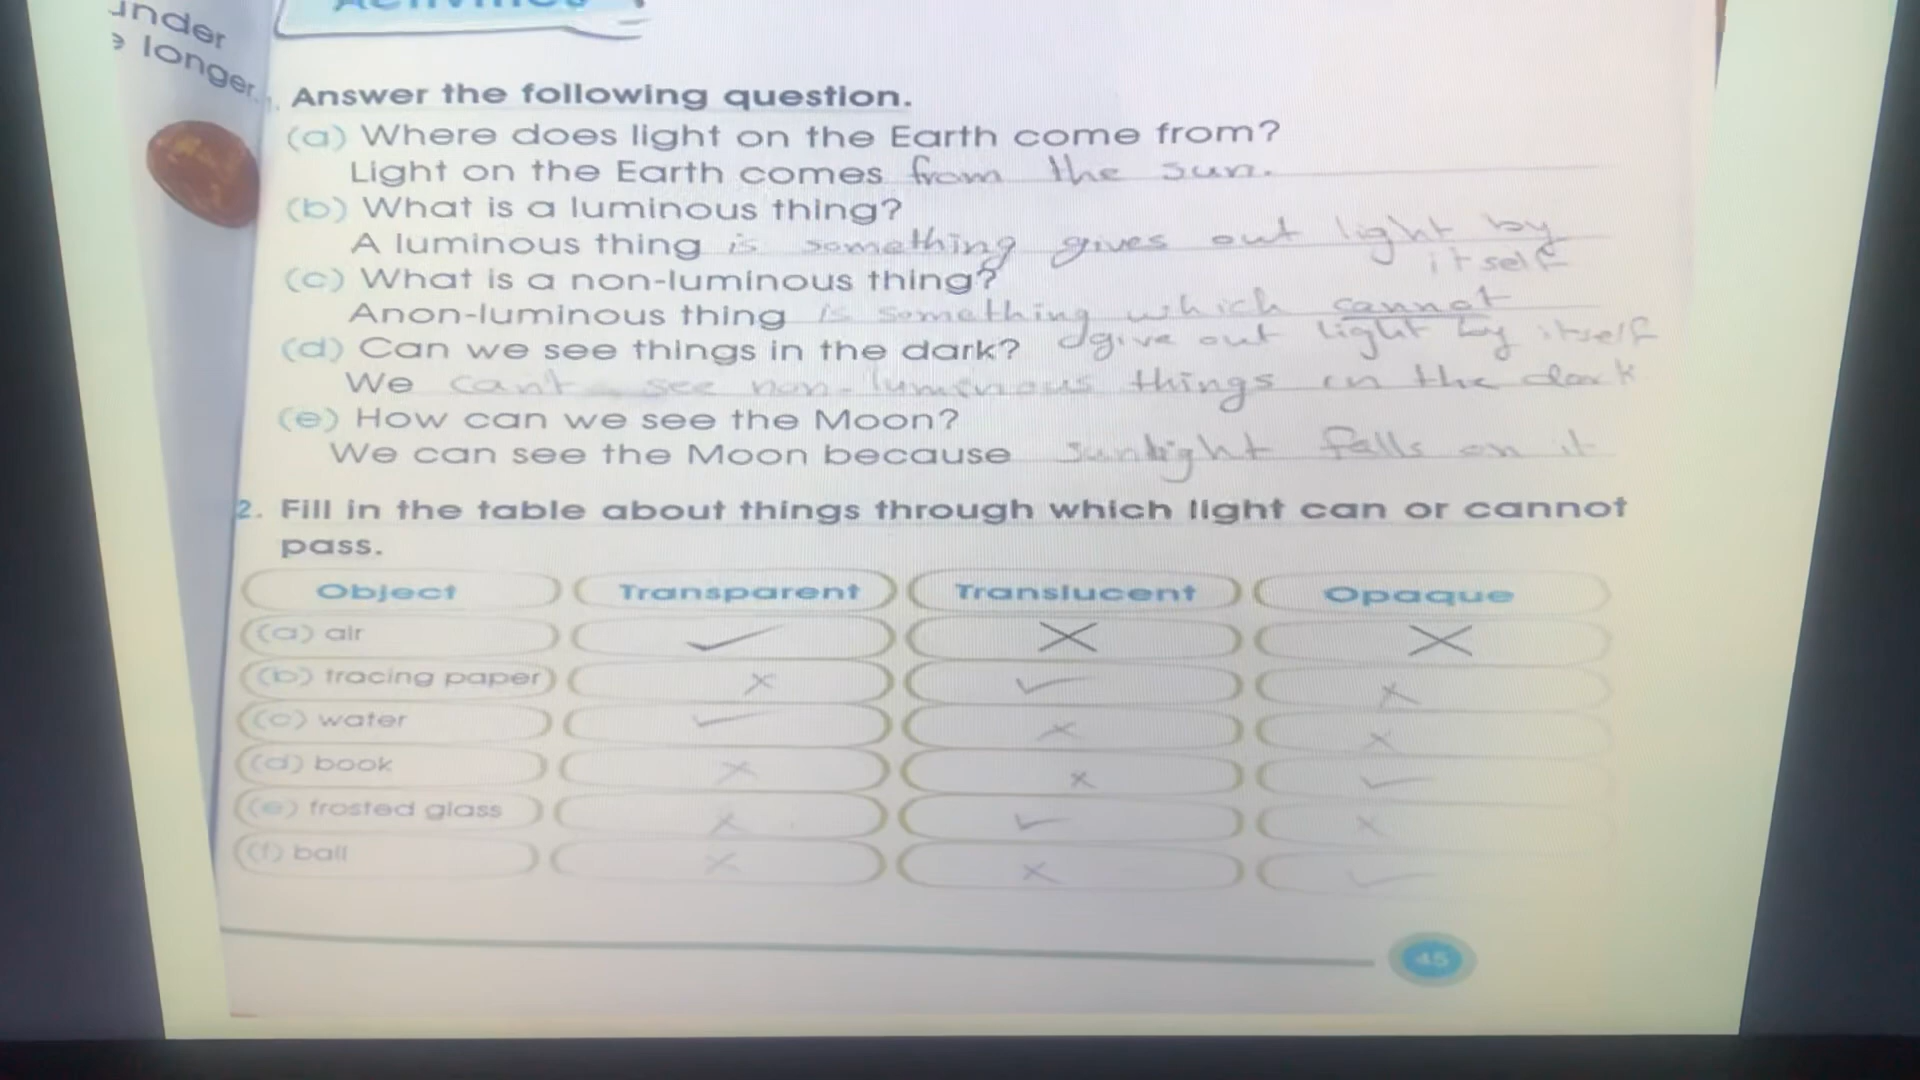 under
longer.
Activities
1. Answer the following question.
(a) Where does light on the Earth come from?
Light on the Earth comes from the sun.
(b) What is a luminous thing?
A luminous thing is something gives out light by
itself
(c) What is a non-luminous thing?
Anon-luminous thing is something which cannot
give out light by itself
(d) Can we see things in the dark?
We can't see non-luminous things in the dark
(e) How can we see the Moon?
We can see the Moon because sunlight falls on it
2. Fill in the table about things through which light can or cannot
pass.
Object Transparent Translucent Opaque
(a) air ✓ X X
(b) tracing paper X ✓ X
(c) water ✓ X X
(d) book X X ✓
(e) frosted glass X ✓ X
(f) ball X X ✓
45